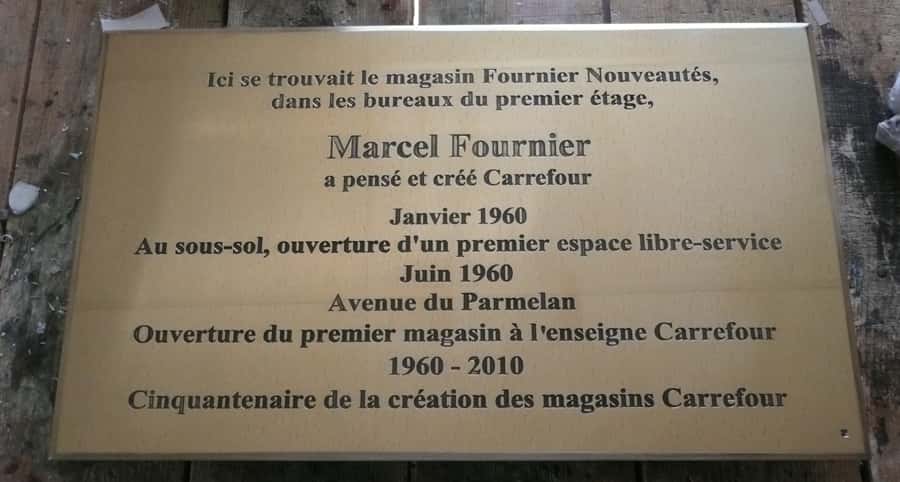 Ici se trouvait le magasin Fournier Nouveautés,
dans les bureaux du premier étage,
Marcel Fournier
a pensé et créé Carrefour
Janvier 1960
Au sous-sol, ouverture d'un premier espace libre-service
Juin 1960
Avenue du Parmelan
Ouverture du premier magasin à l'enseigne Carrefour
1960 - 2010
Cinquantenaire de la création des magasins Carrefour